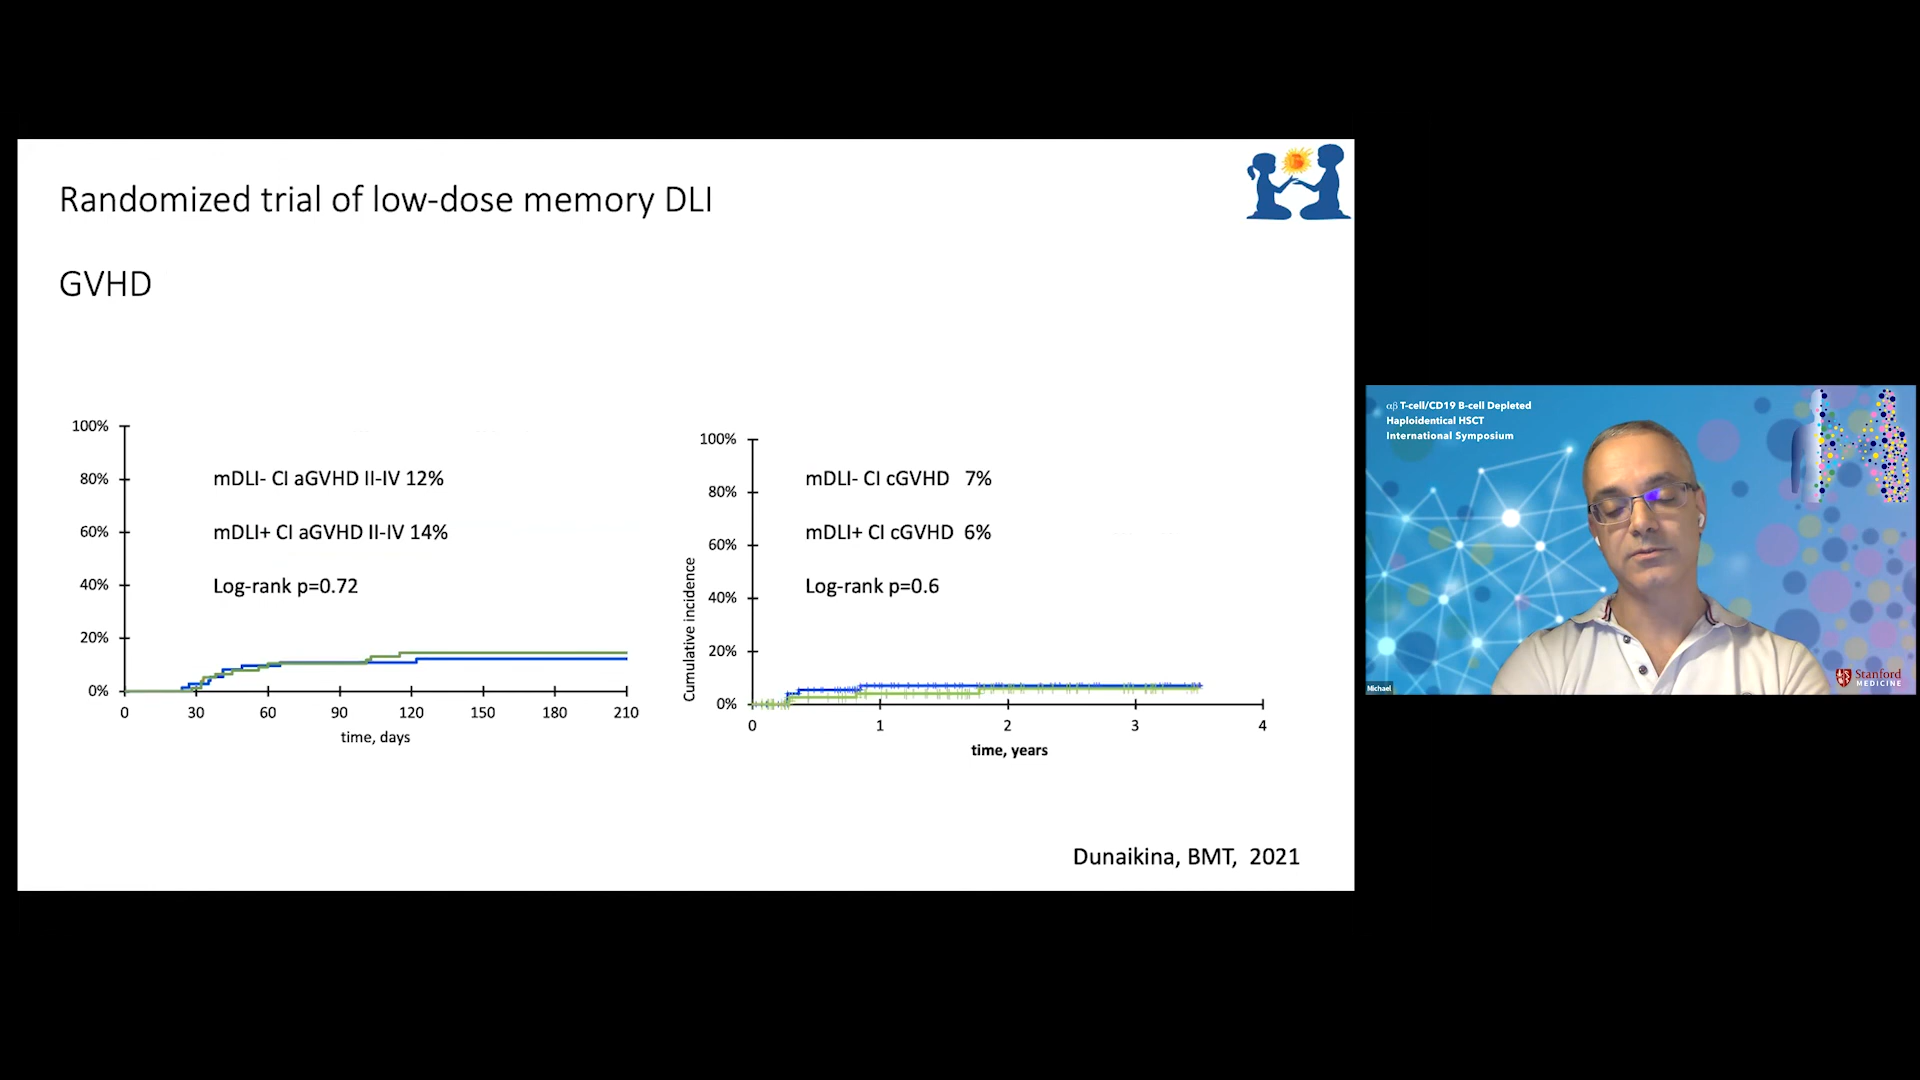 Randomized trial of low-dose memory DLI
GVHD
100%
80%
60%
40%
20%
0%
mDLI- CI aGVHD II-IV 12%
mDLI+ CI aGVHD II-IV 14%
Log-rank p=0.72
0 30 60 90 120 150 180 210
time, days
Cumulative incidence
100%
80%
60%
40%
20%
0%
mDLI- CI cGVHD 7%
mDLI+ CI cGVHD 6%
Log-rank p=0.6
0 1 2 3 4
time, years
Dunaikina, BMT, 2021
αβ T-cell/CD19 B-cell Depleted
Haploidentical HSCT
International Symposium
Michael
Stanford
MEDICINE